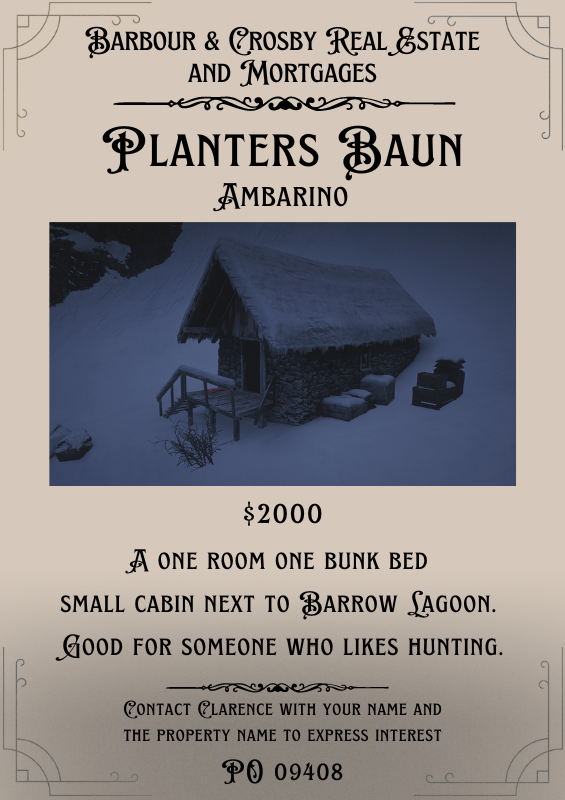 Barbour & Crosby Real Estate
and Mortgages
Planters Baun
Ambarino
$2000
A one room one bunk bed
small cabin next to Barrow Lagoon.
Good for someone who likes hunting.
Contact Clarence with your name and
the property name to express interest
PO 09408